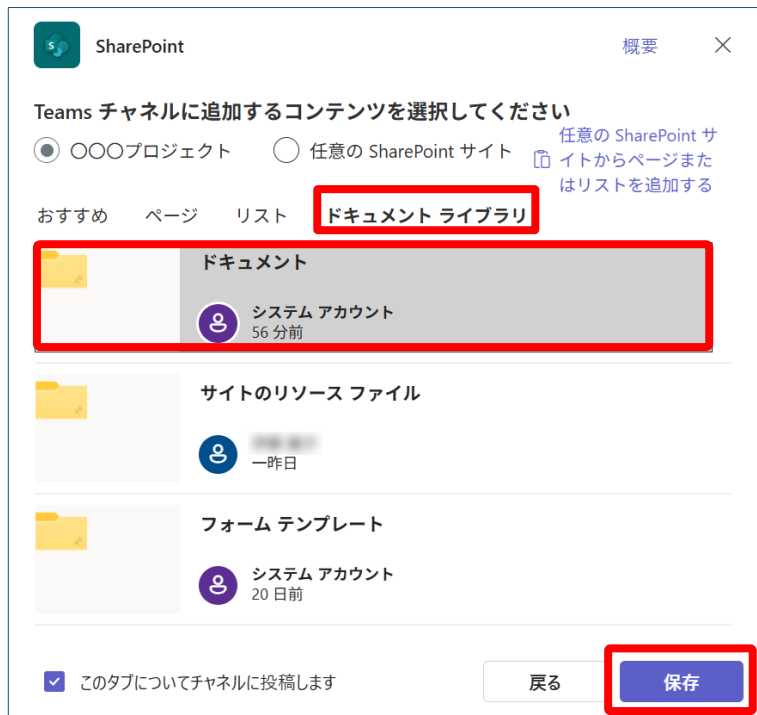 SharePoint
概要
Teams チャネルに追加するコンテンツを選択してください
〇〇〇プロジェクト
任意の SharePoint サイト
任意の SharePoint サ
イトからページまた
はリストを追加する
おすすめ ページ リスト ドキュメント ライブラリ
ドキュメント
システム アカウント
56 分前
サイトのリソース ファイル
一昨日
フォーム テンプレート
システム アカウント
20 日前
このタブについてチャネルに投稿します
戻る
保存